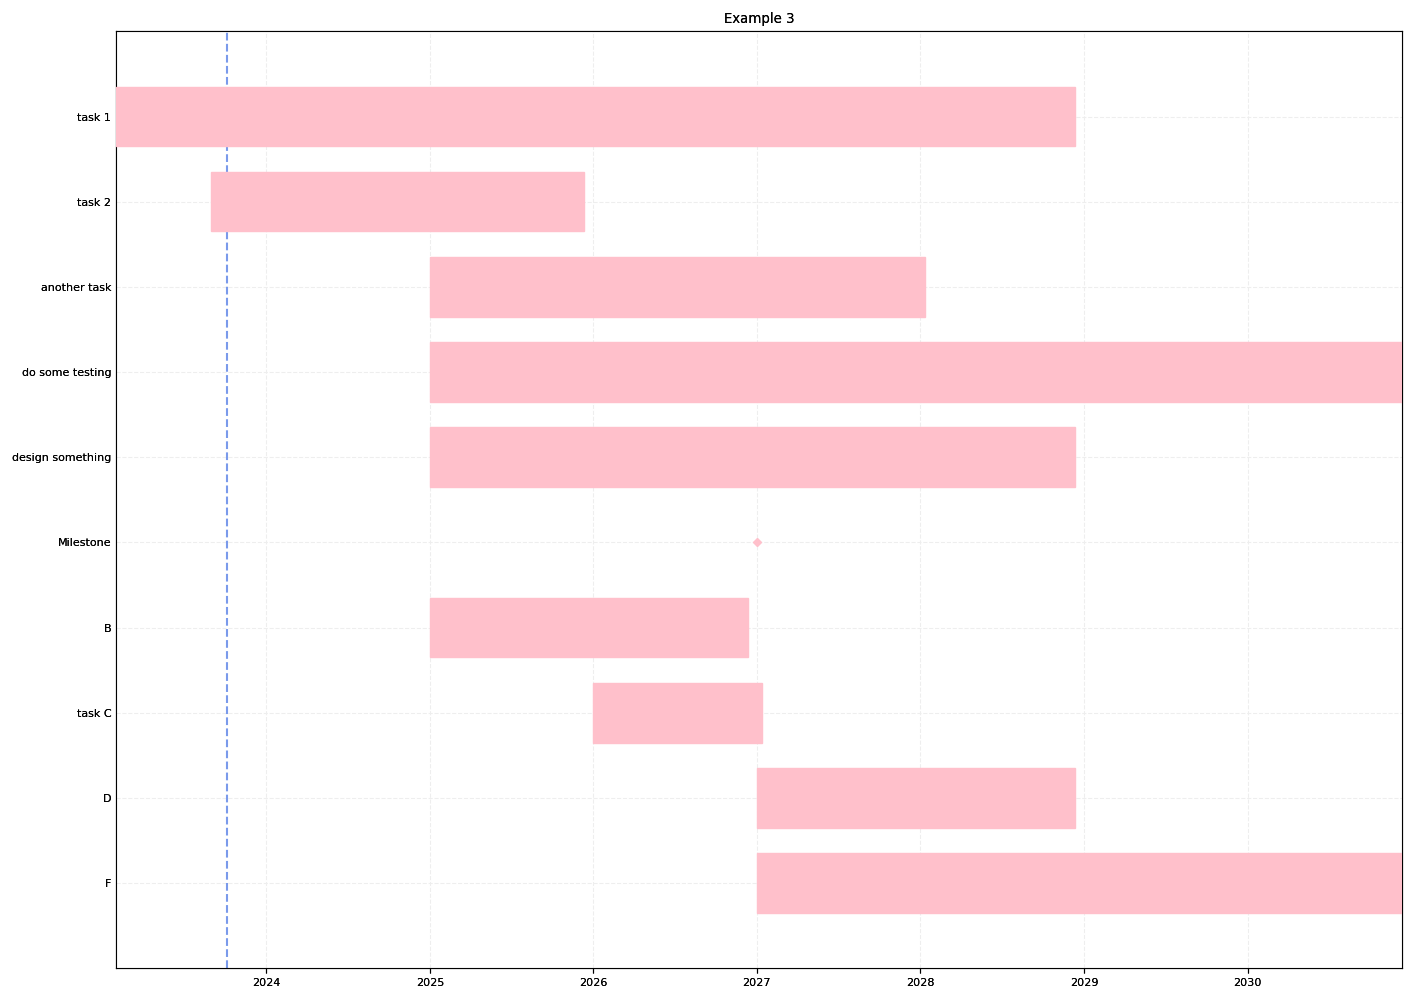 Example 3
task 1
task 2
another task
do some testing
design something
Milestone
B
task C
D
F
2024 2025 2026 2027 2028 2029 2030